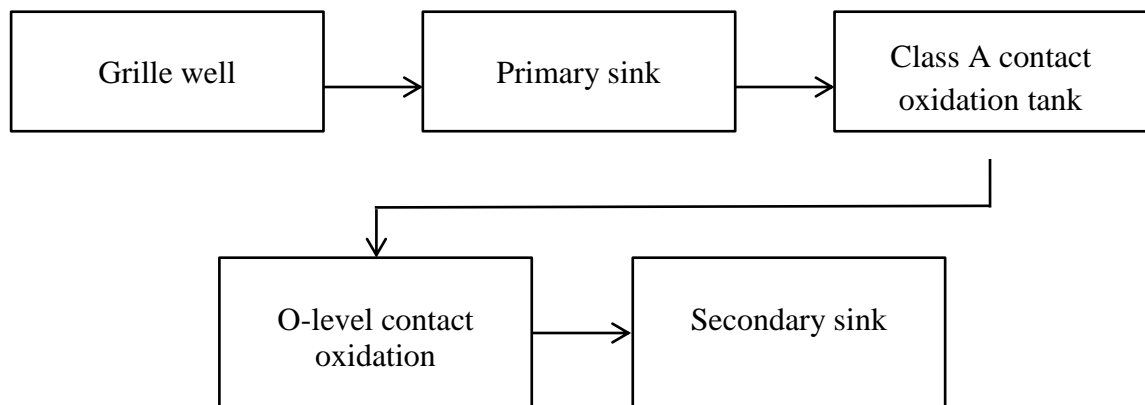 Grille well
Primary sink
Class A contact
oxidation tank
O-level contact
oxidation
Secondary sink